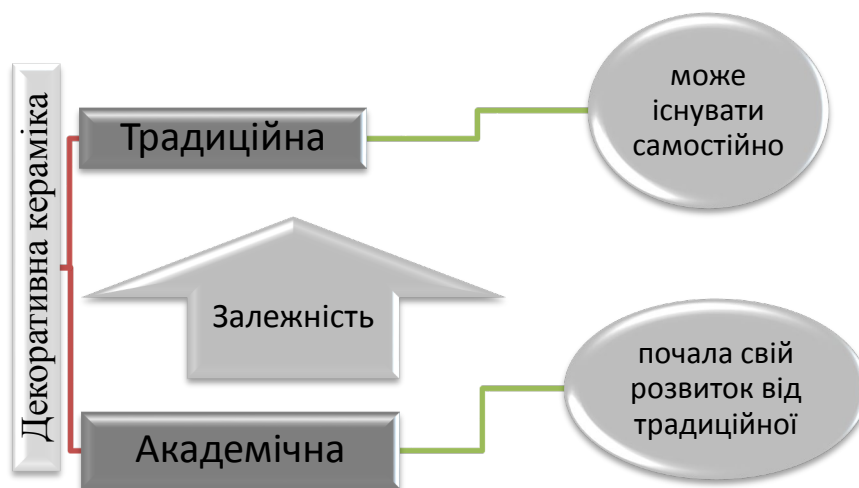 Декоративна кераміка
Традиційна
може
існувати
самостійно
Залежність
Академічна
почала свій
розвиток від
традиційної